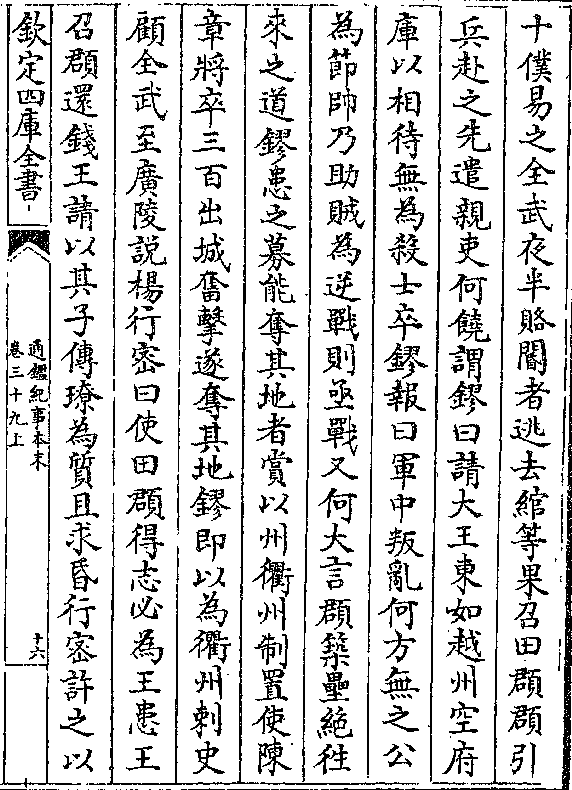 十僕易之全武夜半賂閽者逃去綰等果召田頵頵引
兵赴之先遣親吏何饒謂鏐曰請大王東如越州空府
庫以相待無為殺士卒鏐報曰軍中叛亂何方無之公
為節帥乃助賊為逆戰則亟戰又何大言頵築壘絕徃
來之道鏐患之募能奪其地者賞以州衢州制置使陳
章將卒三百出城奮擊遂奪其地鏐即以為衢州刺史
顧全武至廣陵説楊行密曰使田頵得志必為王患王
召頵還錢王請以其子傳璙為質且求昏行密許之以
欽定四庫全書
通鑑紀事本末
卷三十九上
十六